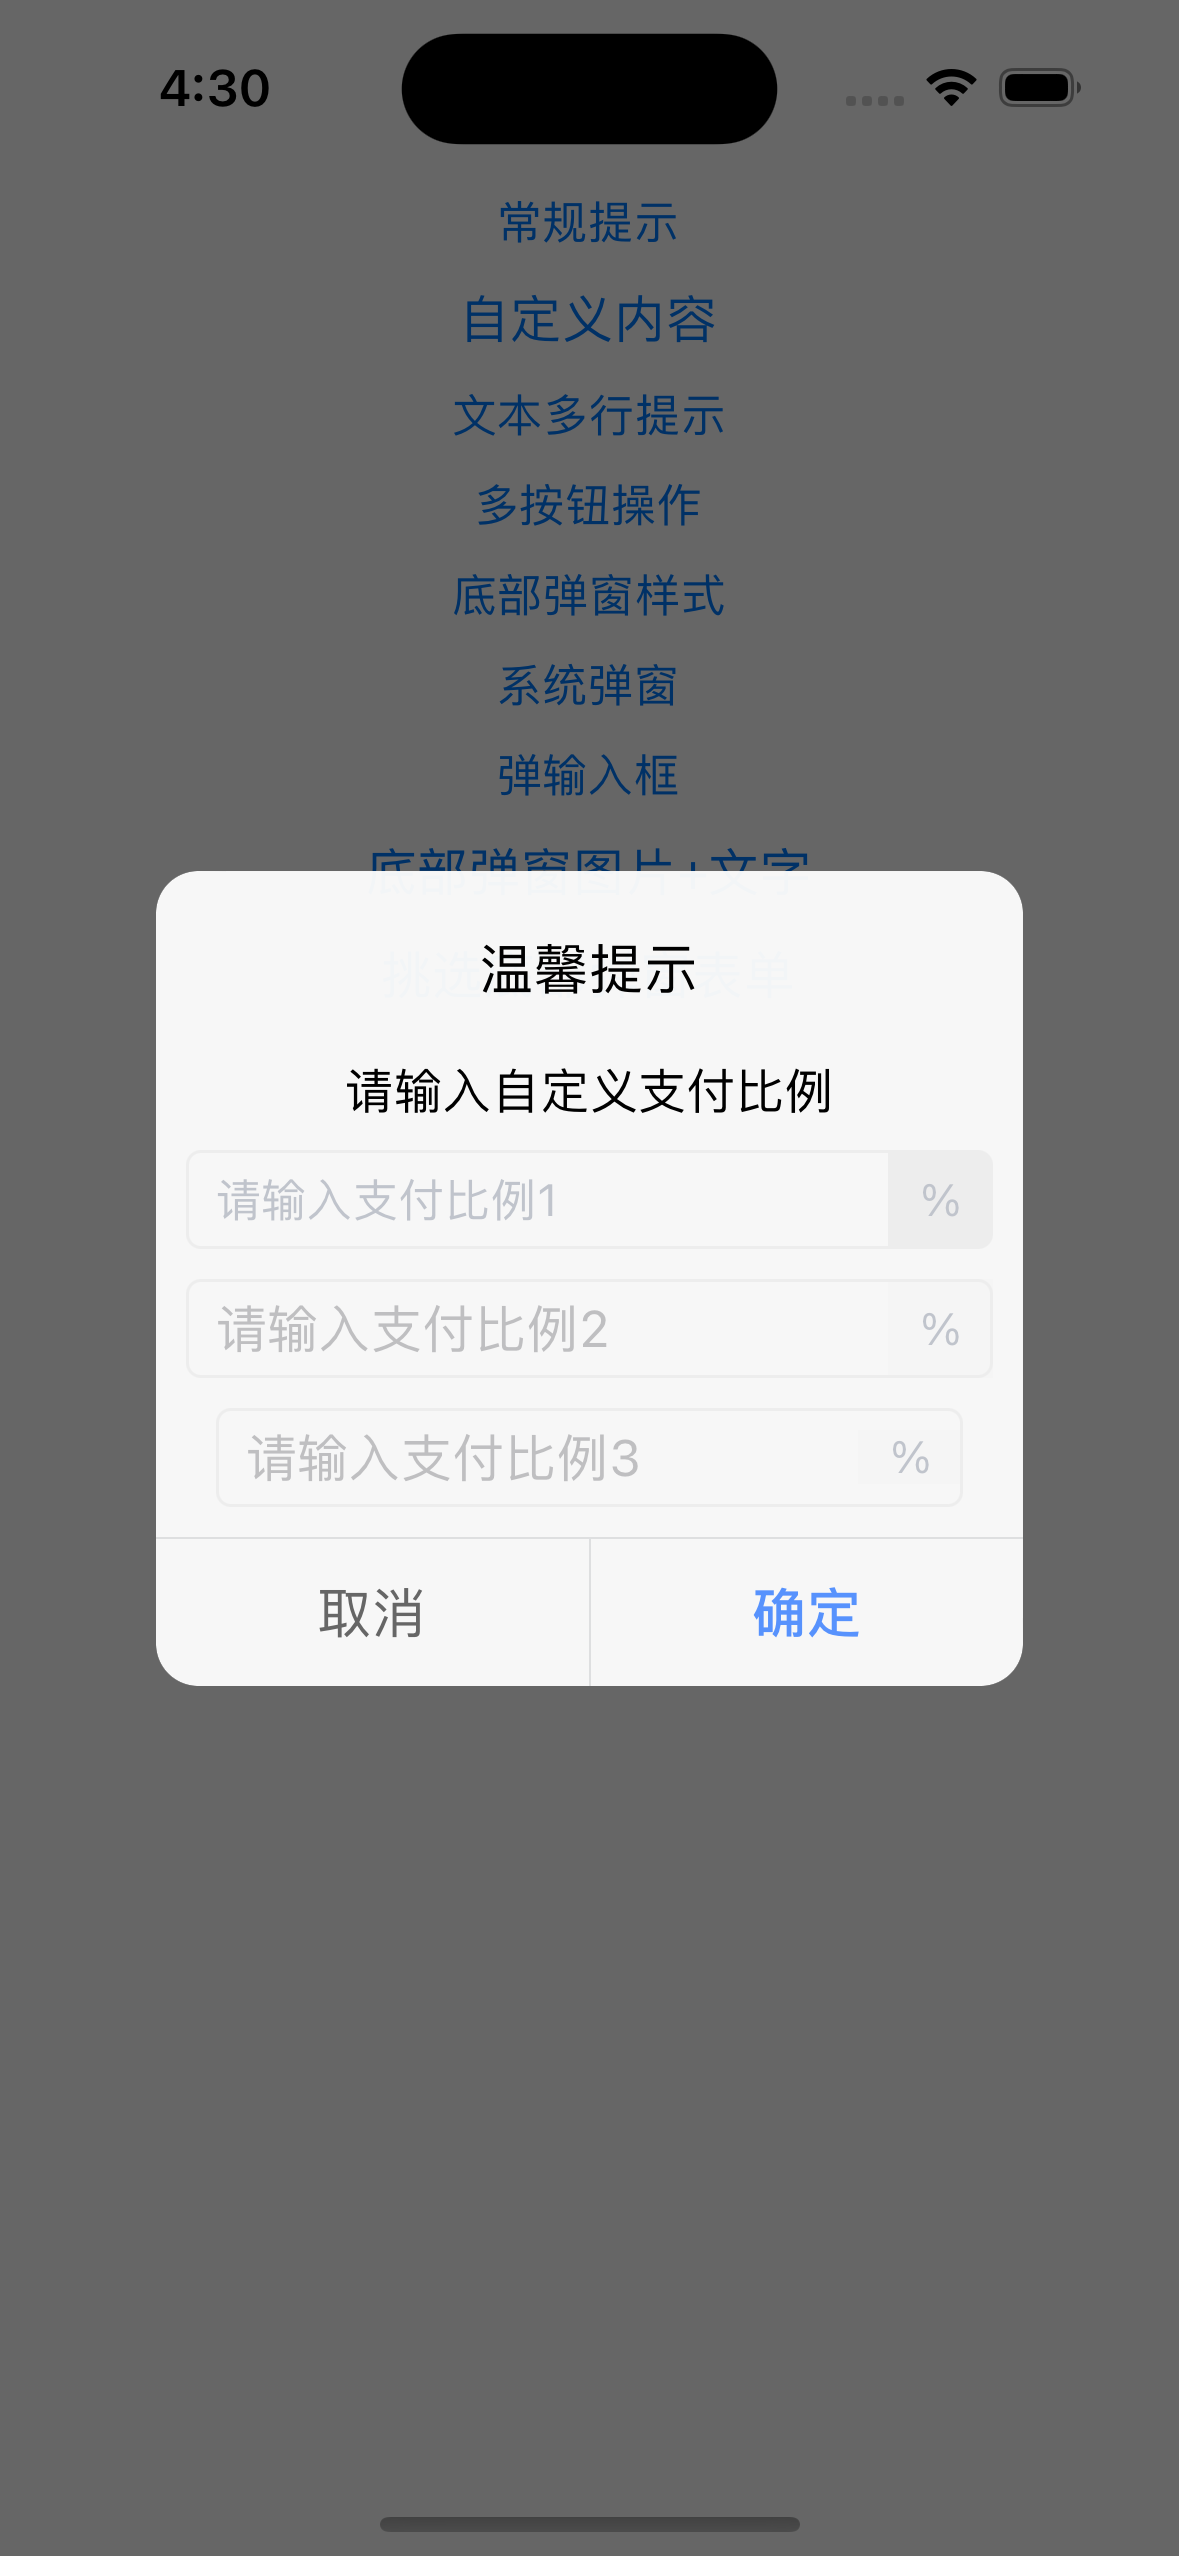 4:30
常规提示
自定义内容
文本多行提示
多按钮操作
底部弹窗样式
系统弹窗
弹输入框
底部弹窗图片+文字
挑选
表单
温馨提示
请输入自定义支付比例
请输入支付比例1
%
请输入支付比例2
%
请输入支付比例3
%
取消
确定